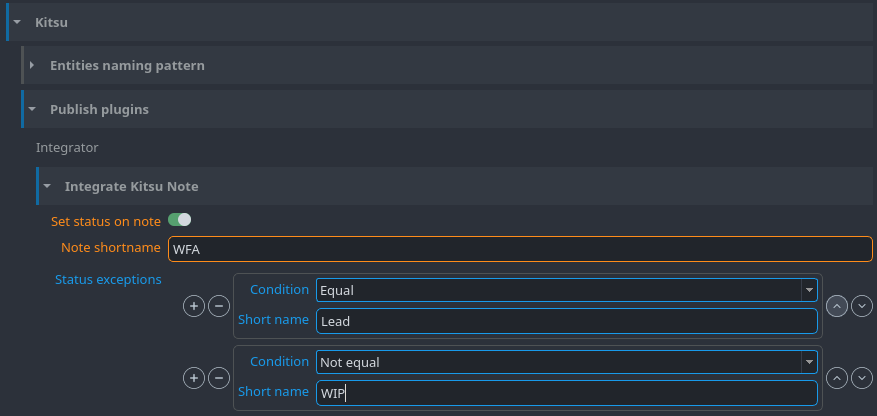 Kitsu
Entities naming pattern
Publish plugins
Integrator
Integrate Kitsu Note
Set status on note
Note shortname WFA
Status exceptions
Condition Equal
Short name Lead
Condition Not equal
Short name WIP